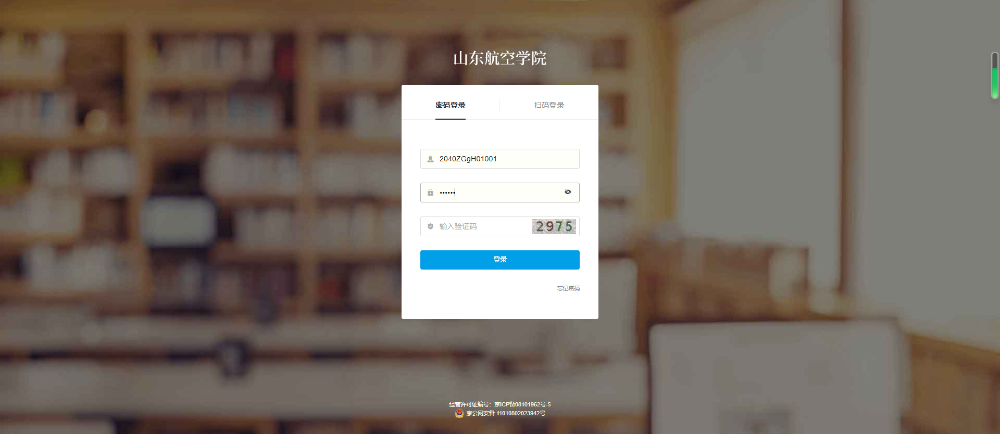 山东航空学院
密码登录
扫码登录
2040ZGgH01001
••••••
输入验证码
2975
登录
忘记密码
经营许可证编号：京ICP备08101962号-5
京公网安备 11010802023942号